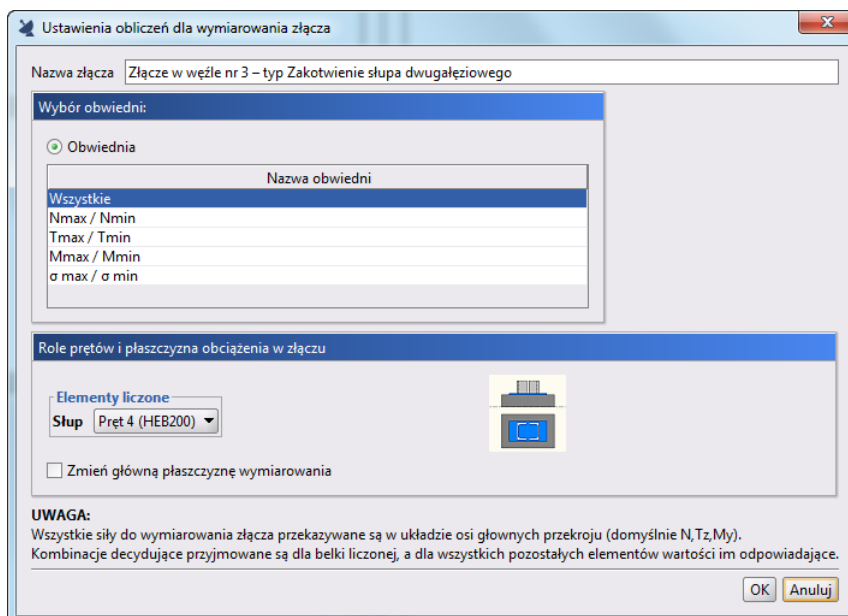 Ustawienia obliczeń dla wymiarowania złącza
Nazwa złącza Złącze w węźle nr 3 – typ Zakotwienie słupa dwugałęziowego
Wybór obwiedni:
Obwiednia
Nazwa obwiedni
Wszystkie
Nmax / Nmin
Tmax / Tmin
Mmax / Mmin
σ max / σ min
Role prętów i płaszczyzna obciążenia w złączu
Elementy liczone
Słup Pręt 4 (HEB200)
Zmień główną płaszczyznę wymiarowania
UWAGA:
Wszystkie siły do wymiarowania złącza przekazywane są w układzie osi głownych przekroju (domyślnie N,Tz,My).
Kombinacje decydujące przyjmowane są dla belki liczonej, a dla wszystkich pozostałych elementów wartości im odpowiadające.
OK Anuluj